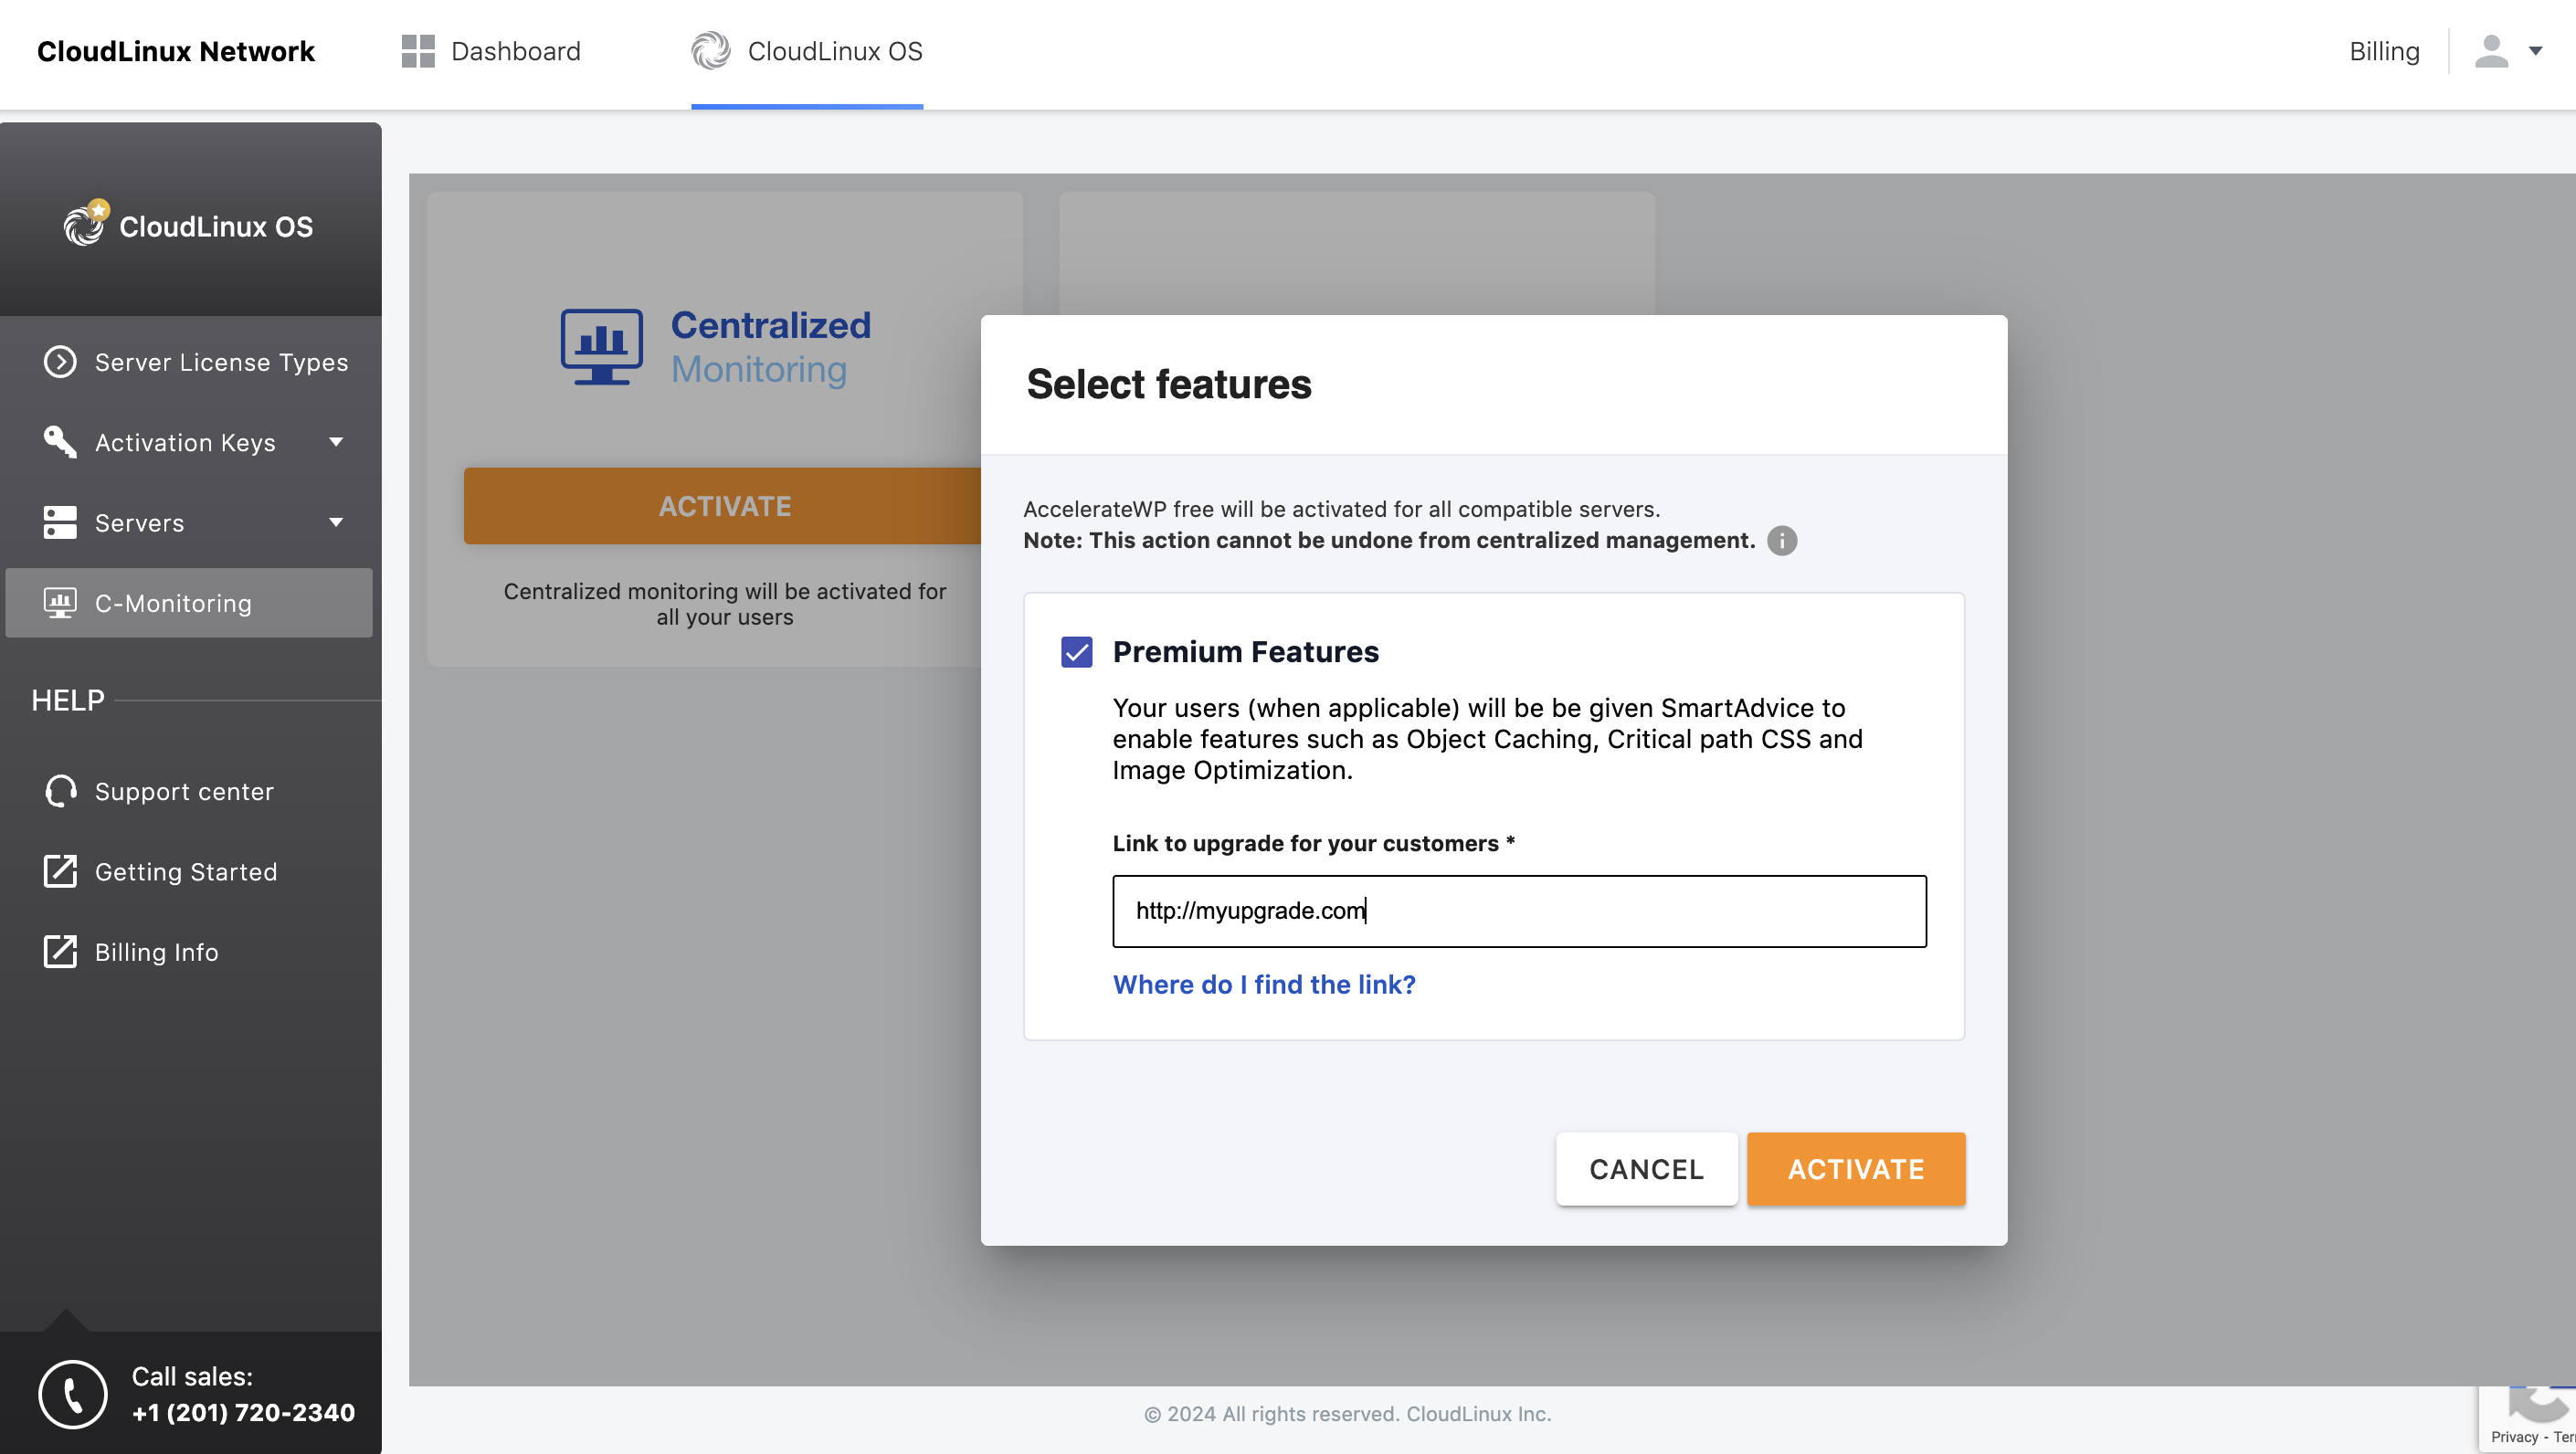 CloudLinux Network
Dashboard
CloudLinux OS
Billing
CloudLinux OS
Server License Types
Activation Keys
Servers
C-Monitoring
HELP
Support center
Getting Started
Billing Info
Call sales:
+1 (201) 720-2340
Centralized
Monitoring
ACTIVATE
Centralized monitoring will be activated for
all your users
Select features
AccelerateWP free will be activated for all compatible servers.
Note: This action cannot be undone from centralized management.
Premium Features
Your users (when applicable) will be be given SmartAdvice to
enable features such as Object Caching, Critical path CSS and
Image Optimization.
Link to upgrade for your customers *
http://myupgrade.com
Where do I find the link?
CANCEL
ACTIVATE
© 2024 All rights reserved. CloudLinux Inc.
Privacy -